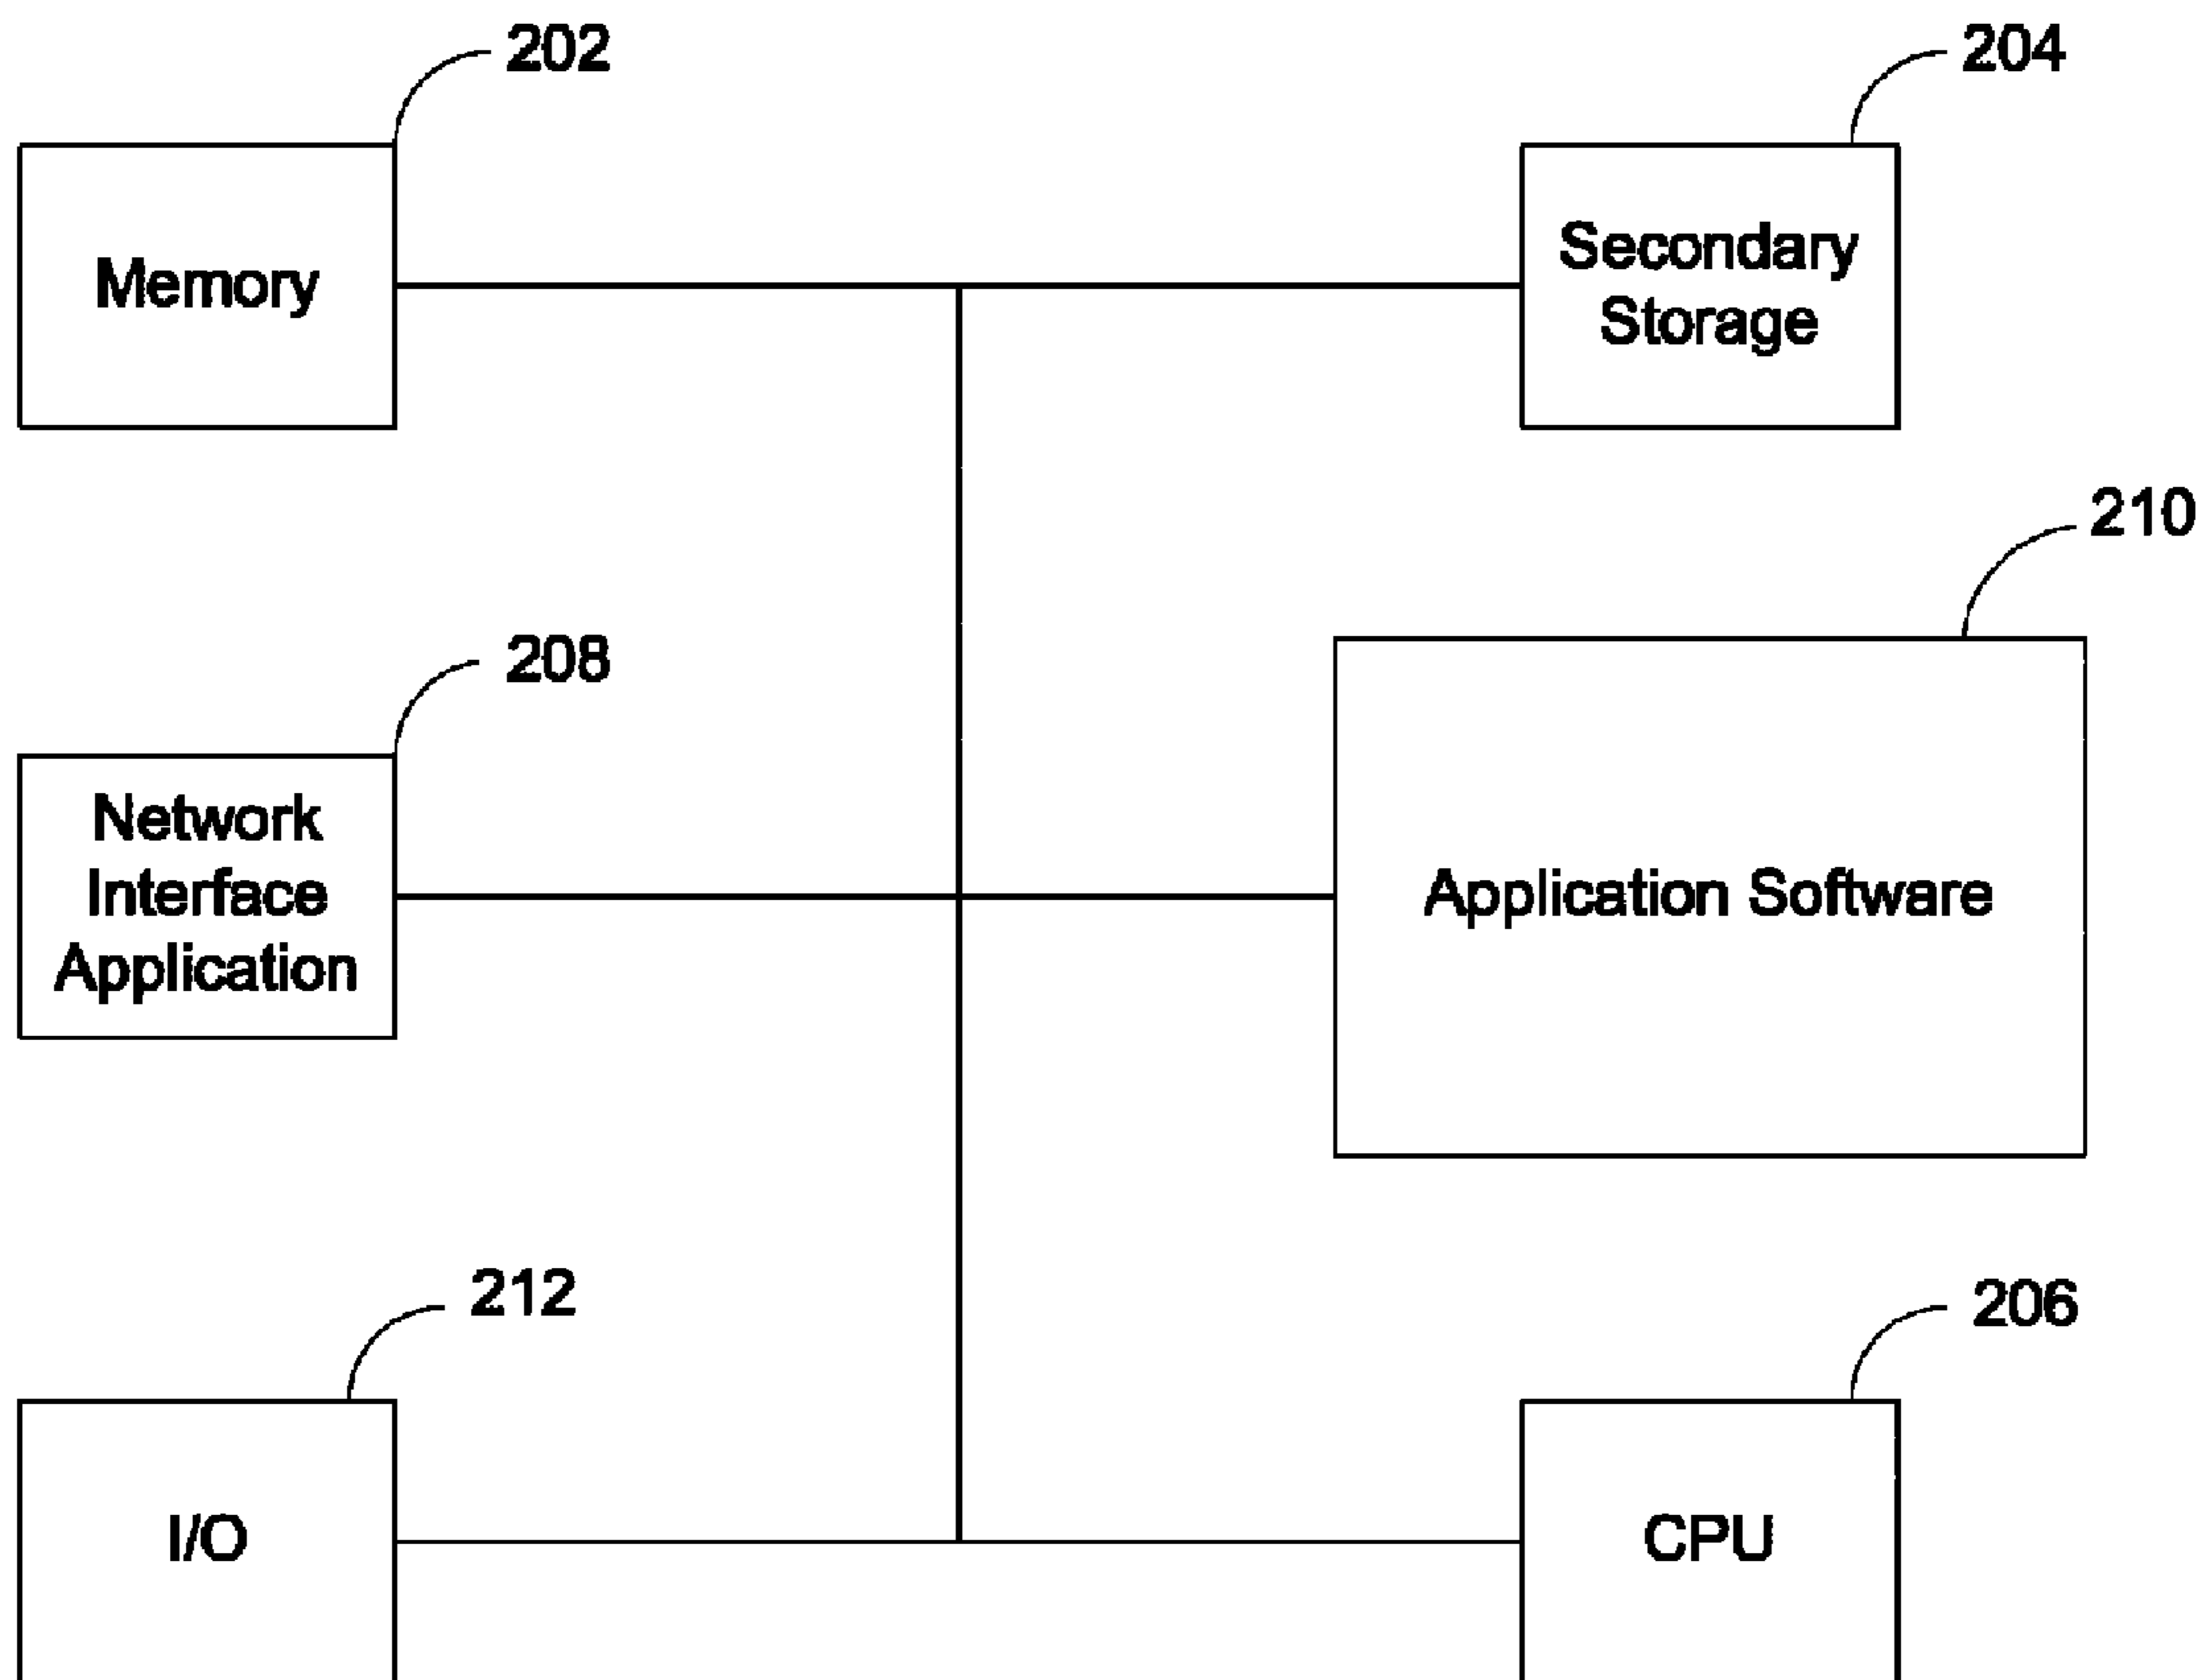 202
204
Memory
Secondary
Storage
210
208
Network
Interface
Application
Application Software
212
206
I/O
CPU